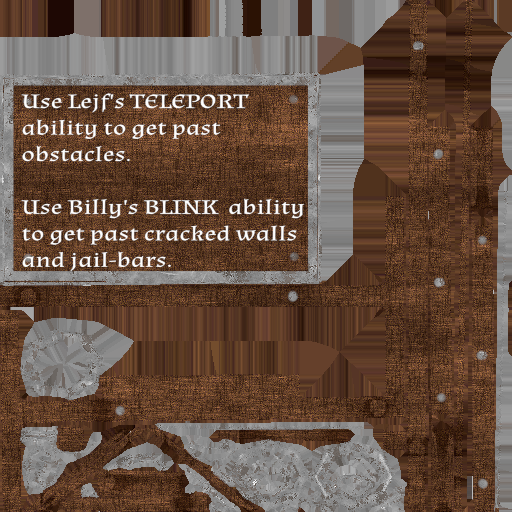 Use Lejf's TELEPORT
ability to get past
obstacles.
Use Billy's BLINK ability
to get past cracked walls
and jail-bars.